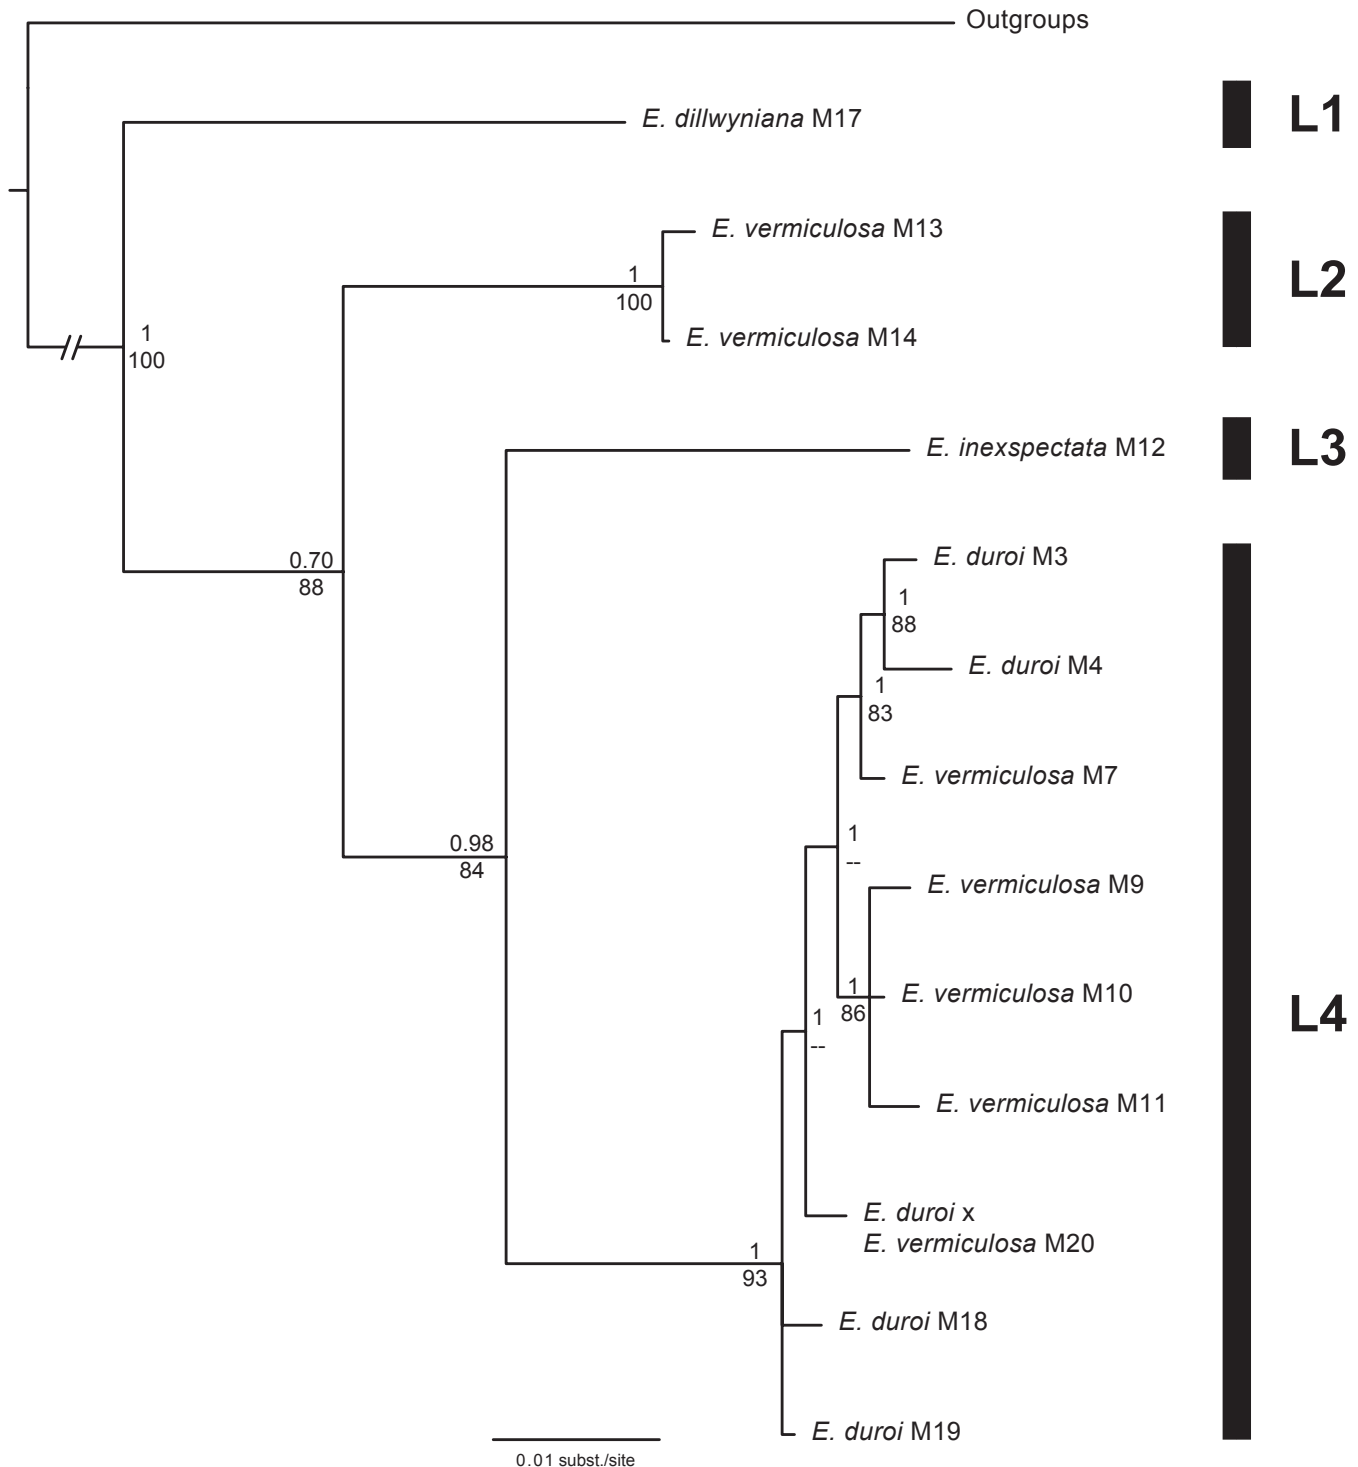 Outgroups
E. dillwyniana M17
L1
E. vermiculosa M13
1
100
L2
E. vermiculosa M14
1
100
E. inexspectata M12
L3
E. duroi M3
0.70
88
1
88
E. duroi M4
1
83
E. vermiculosa M7
1
--
0.98
84
E. vermiculosa M9
1
86
E. vermiculosa M10
L4
1
--
E. vermiculosa M11
E. duroi x
E. vermiculosa M20
1
93
E. duroi M18
E. duroi M19
0.01 subst./site